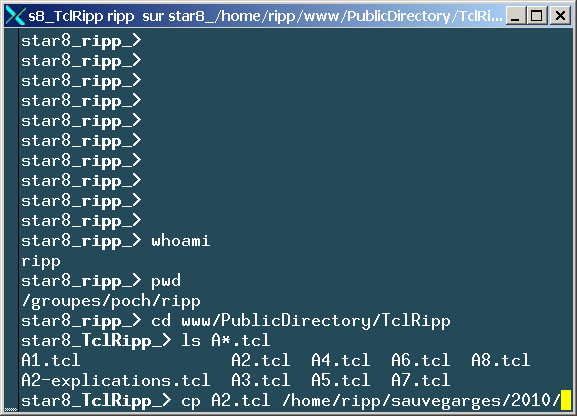 s8_TclRipp ripp  sur star8_/home/ripp/www/PublicDirectory/TclRi...
star8_ripp_>
star8_ripp_>
star8_ripp_>
star8_ripp_>
star8_ripp_>
star8_ripp_>
star8_ripp_>
star8_ripp_>
star8_ripp_>
star8_ripp_>
star8_ripp_> whoami
ripp
star8_ripp_> pwd
/groupes/poch/ripp
star8_ripp_> cd www/PublicDirectory/TclRipp
star8_TclRipp_> ls A*.tcl
A1.tcl              A2.tcl  A4.tcl  A6.tcl  A8.tcl
A2-explications.tcl  A3.tcl  A5.tcl  A7.tcl
star8_TclRipp_> cp A2.tcl /home/ripp/sauvegarges/2010/